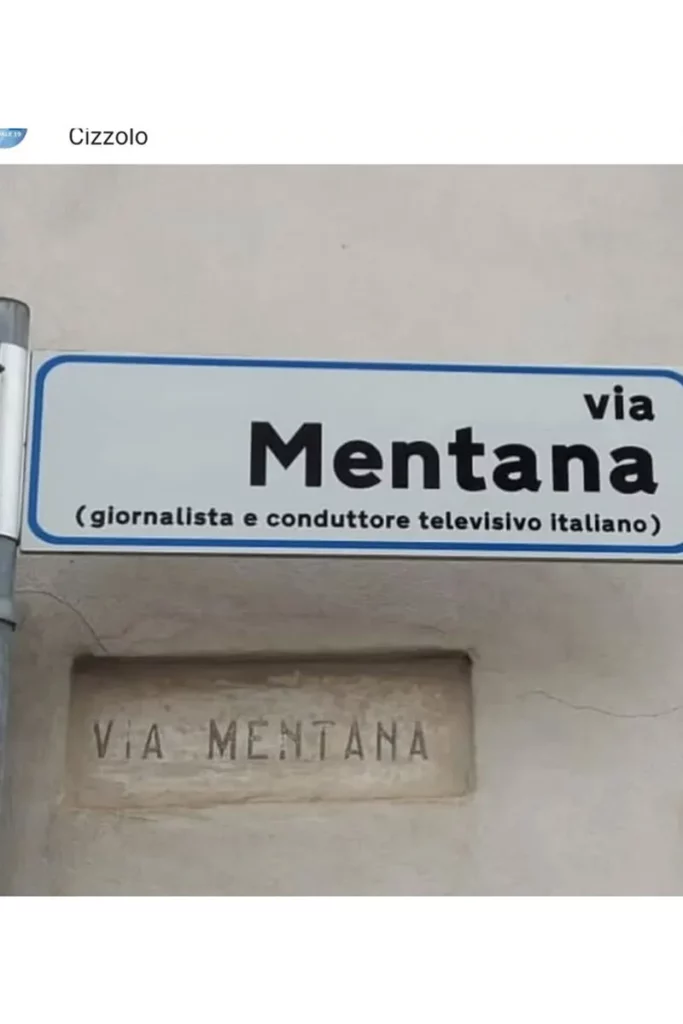 Cizzolo
via
Mentana
(giornalista e conduttore televisivo italiano)
VIA MENTANA